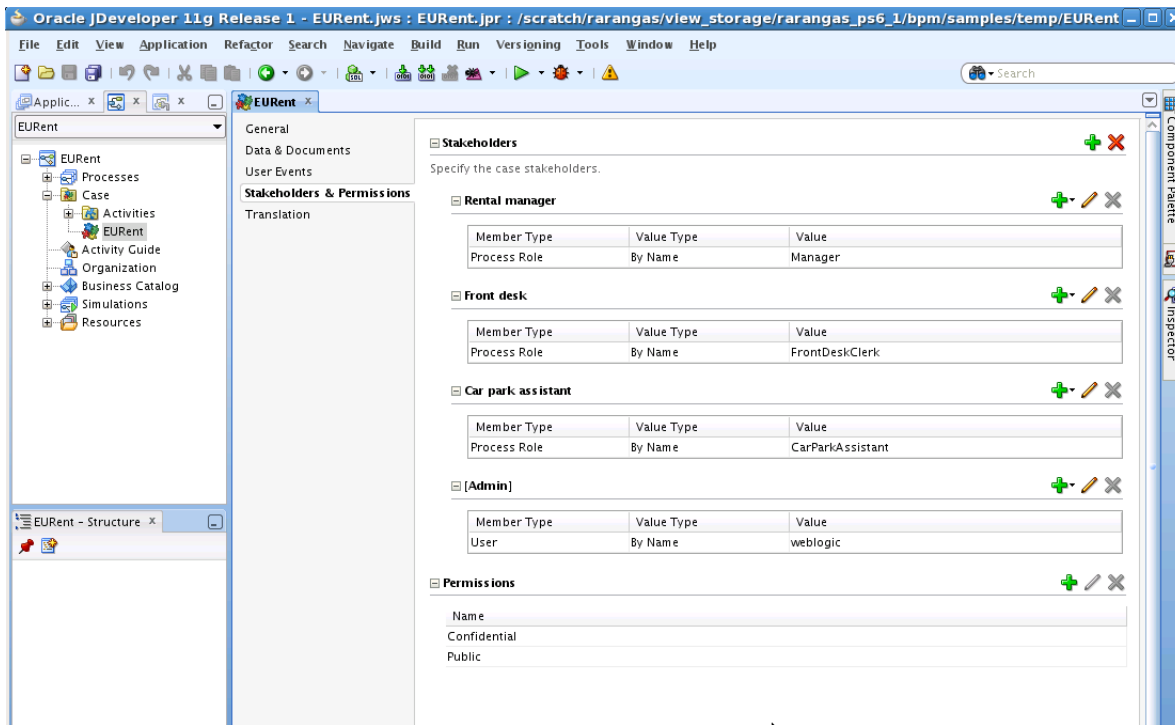 Oracle JDeveloper 11g Release 1 - EURent.jws : EURent.jpr : /scratch/rarangas/view_storage/rarangas_ps6_1/bpm/samples/temp/EURent
File Edit View Application Refactor Search Navigate Build Run Versioning Tools Window Help
Search
Applic...
EURent
EURent
EURent
Processes
Case
Activities
EURent
Activity Guide
Organization
Business Catalog
Simulations
Resources
EURent - Structure
General
Data & Documents
User Events
Stakeholders & Permissions
Translation
Stakeholders
Specify the case stakeholders.
Rental manager
Member Type Value Type Value
Process Role By Name Manager
Front desk
Member Type Value Type Value
Process Role By Name FrontDeskClerk
Car park assistant
Member Type Value Type Value
Process Role By Name CarParkAssistant
[Admin]
Member Type Value Type Value
User By Name weblogic
Permissions
Name
Confidential
Public
Component Palette
Inspector